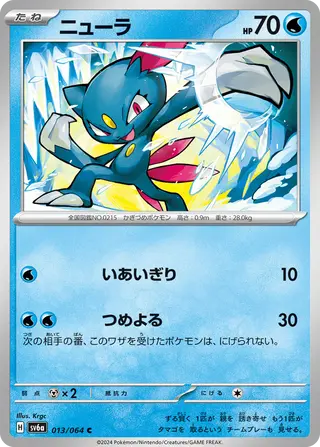 たね ニューラ HP70
全国図鑑NO.0215 かぎづめポケモン 高さ:0.9m 重さ:28.0kg
いあいぎり 10
つめよる 30
次の相手の番、このワザを受けたポケモンは、にげられない。
弱点 ×2 抵抗力 にげる
Illus. Krgc
H sv6a 013/064 C
ずる賢く 1匹が 親を 誘き寄せ もう1匹が
タマゴを 取るという チームプレーも 見せる。
©2024 Pokémon/Nintendo/Creatures/GAME FREAK.